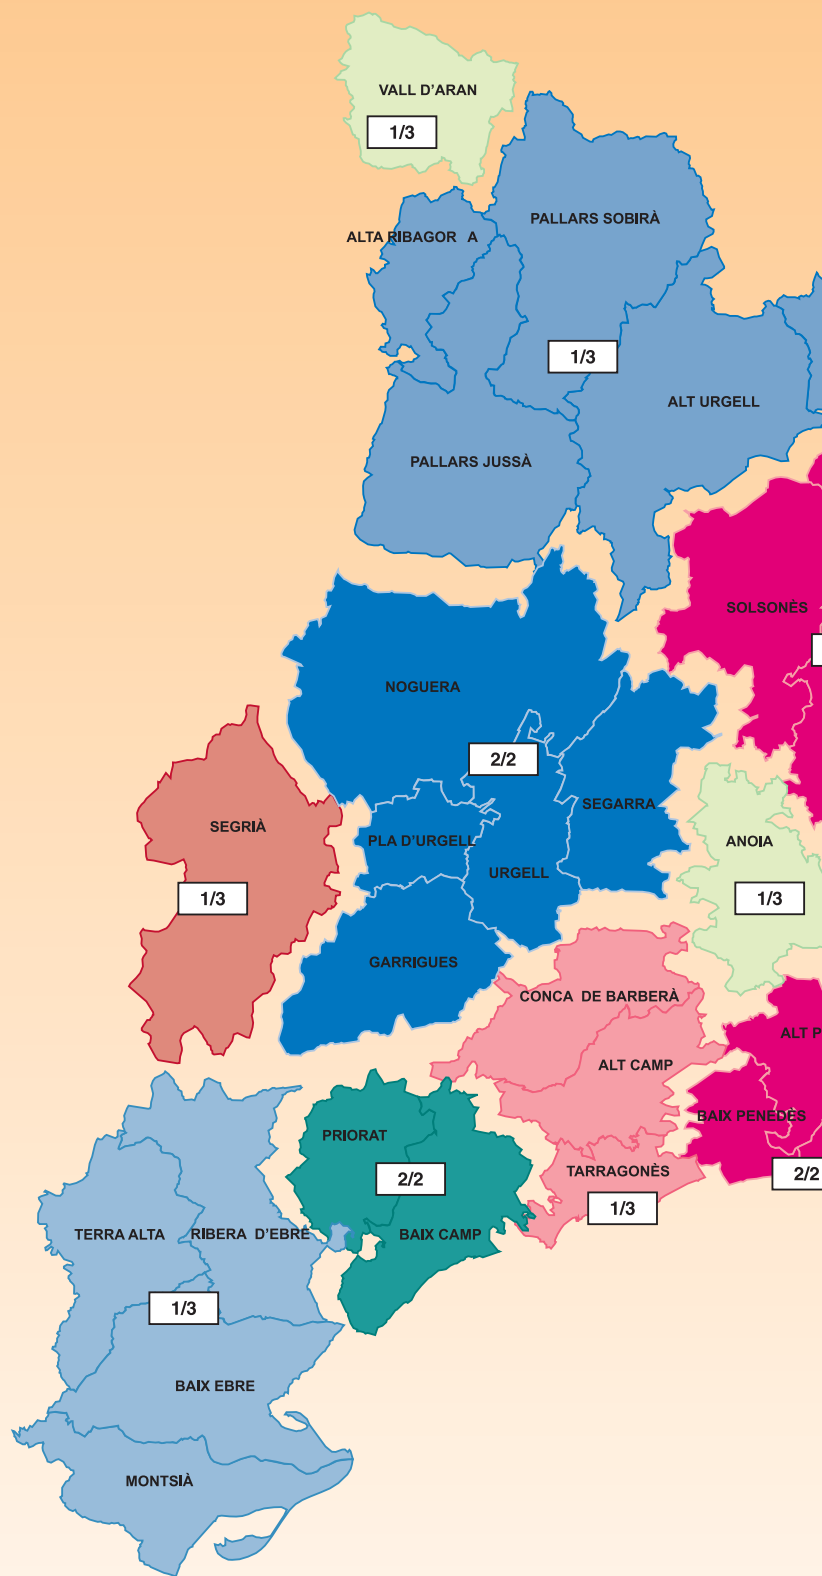 VALL D'ARAN
1/3
PALLARS SOBIRÀ
ALTA RIBAGOR A
1/3
ALT URGELL
PALLARS JUSSÀ
SOLSONÈS
NOGUERA
2/2
SEGARRA
SEGRIÀ
PLA D'URGELL
ANOIA
URGELL
1/3
1/3
GARRIGUES
CONCA DE BARBERÀ
ALT P
ALT CAMP
BAIX PENEDÈS
PRIORAT
TARRAGONÈS
2/2
2/2
1/3
TERRA ALTA
RIBERA D'EBRE
BAIX CAMP
1/3
BAIX EBRE
MONTSIÀ